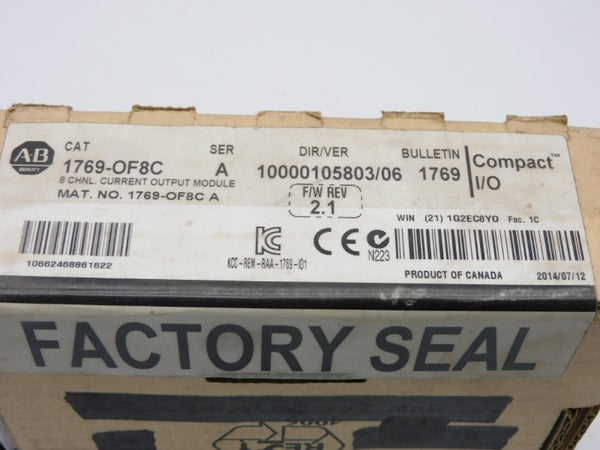 A-B
QUALITY
CAT SER DIR/VER BULLETIN
1769-OF8C A 10000105803/06 1769 Compact™ I/O
8 CHNL. CURRENT OUTPUT MODULE
MAT. NO. 1769-OF8C A
F/W REV
2.1
WIN (21) 1G2EC8YO Fac. 1C
10662468861622
KCC-REM-RAA-1769-I01
CE
N223
PRODUCT OF CANADA 2014/07/12
FACTORY SEAL